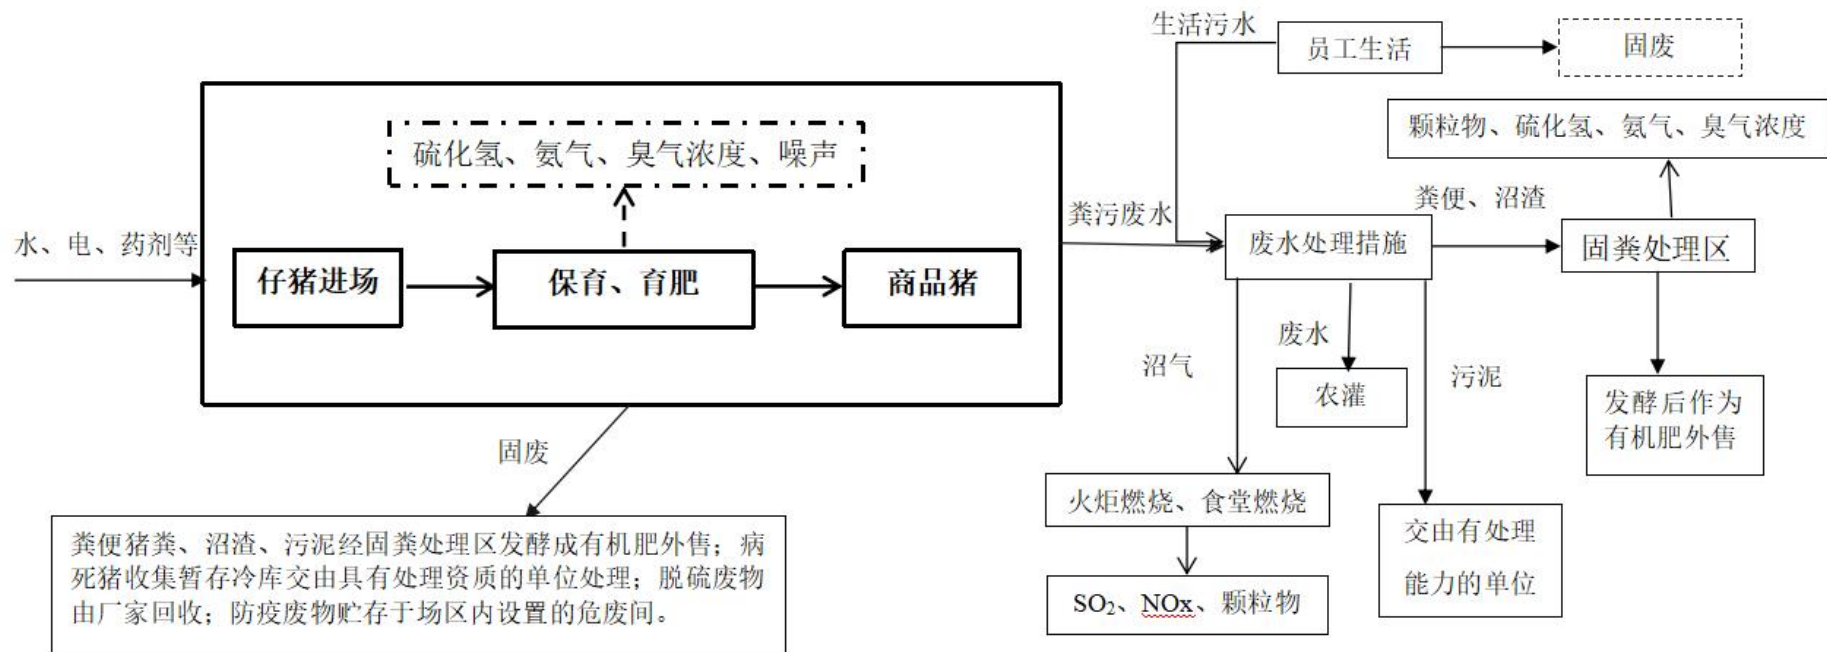 生活污水
员工生活
固废
颗粒物、硫化氢、氨气、臭气浓度
硫化氢、氨气、臭气浓度、噪声
水、电、药剂等
仔猪进场
保育、育肥
商品猪
粪污废水
废水处理措施
粪便、沼渣
固粪处理区
沼气
废水
污泥
农灌
发酵后作为
有机肥外售
固废
火炬燃烧、食堂燃烧
交由有处理
能力的单位
SO₂、NOx、颗粒物
粪便猪粪、沼渣、污泥经固粪处理区发酵成有机肥外售；病
死猪收集暂存冷库交由具有处理资质的单位处理；脱硫废物
由厂家回收；防疫废物贮存于场区内设置的危废间。